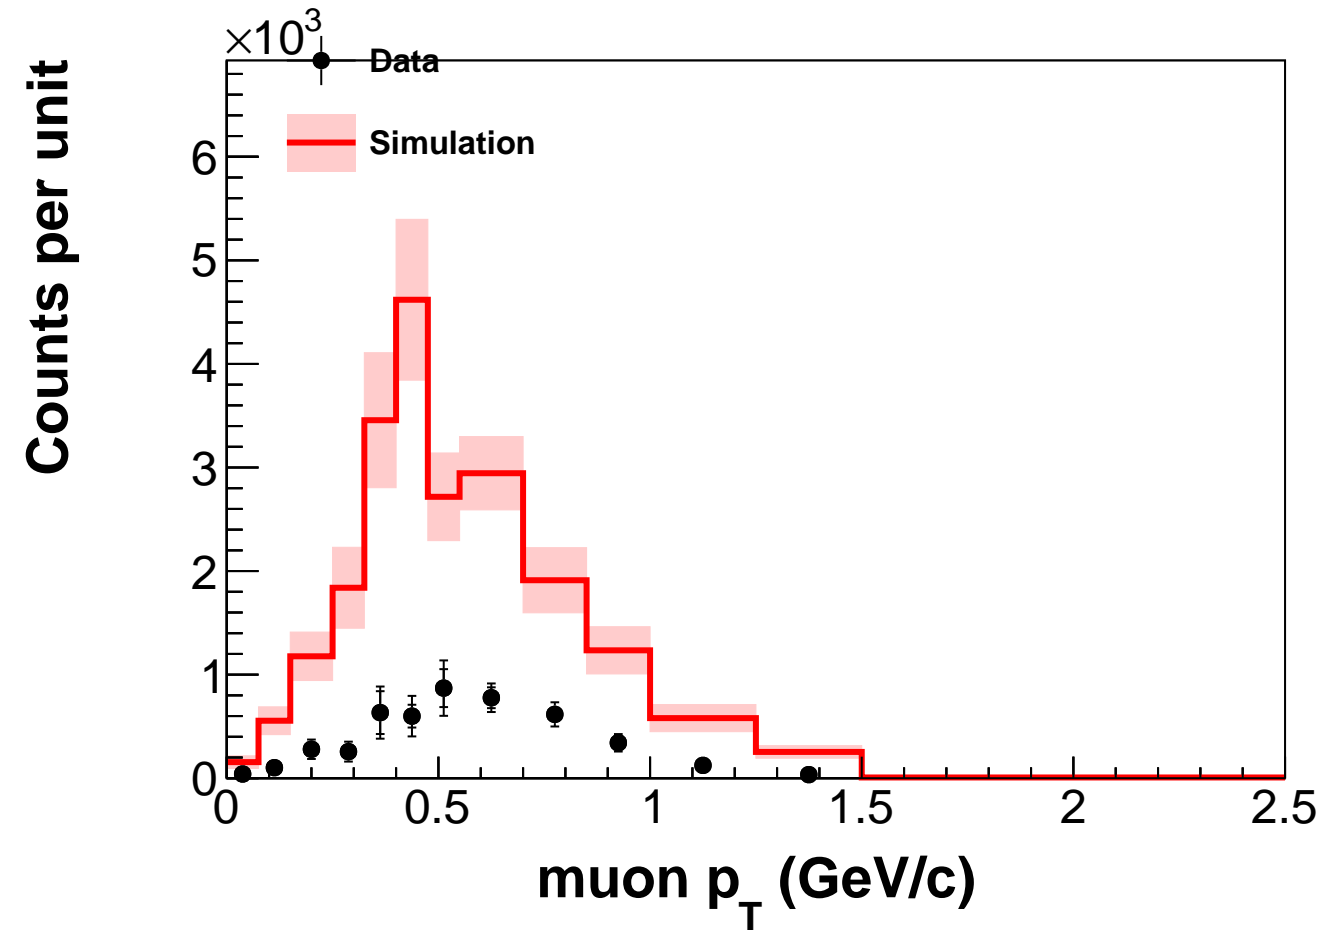 ×10³
Data
Simulation
Counts per unit
6
5
4
3
2
1
0
0 0.5 1 1.5 2 2.5
muon p_T (GeV/c)